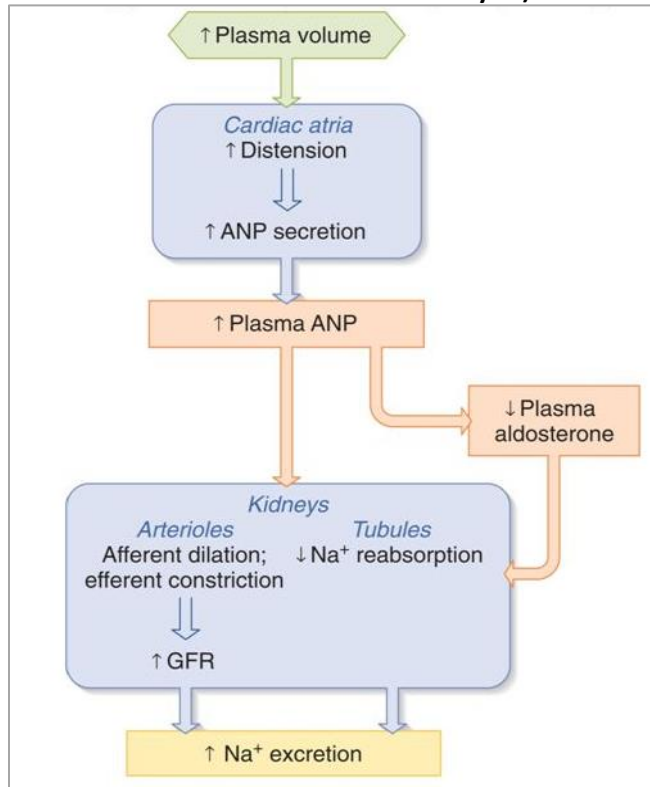 ↑ Plasma volume
Cardiac atria
↑ Distension
↑ ANP secretion
↑ Plasma ANP
↓ Plasma
aldosterone
Kidneys
Arterioles
Afferent dilation;
efferent constriction
↑ GFR
Tubules
↓ Na⁺ reabsorption
↑ Na⁺ excretion